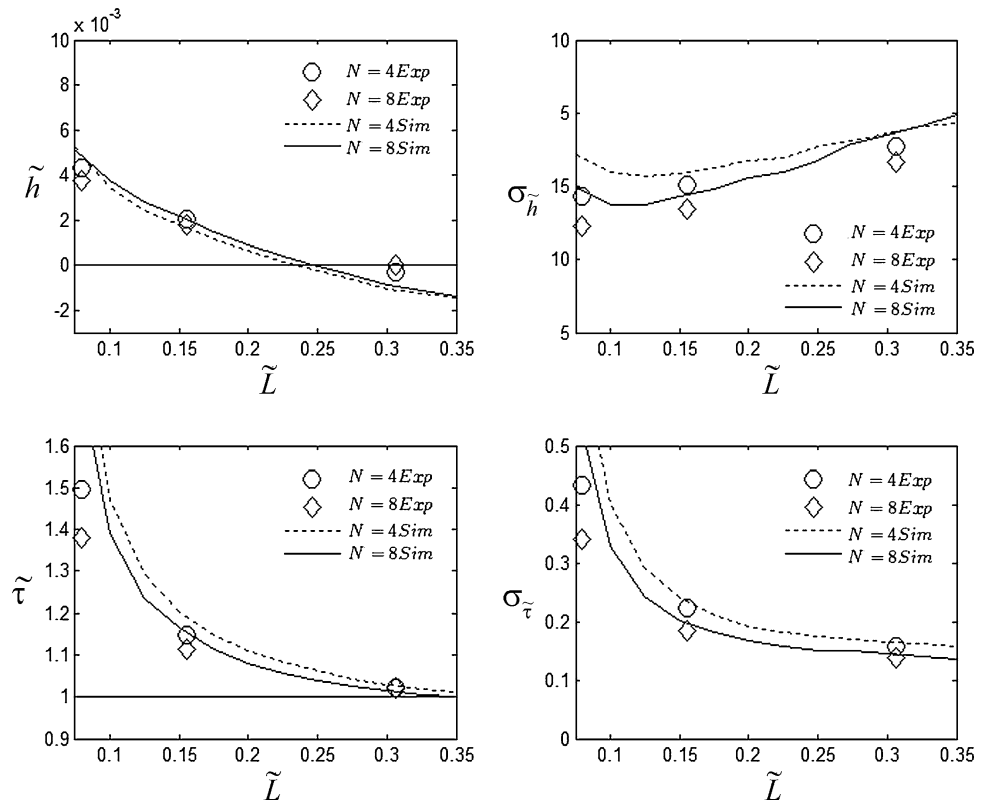 x 10⁻³
10
8
6
4
2
0
-2
h̃
0.1 0.15 0.2 0.25 0.3 0.35
L̃
N = 4Exp
N = 8Exp
N = 4Sim
N = 8Sim
10
5
15
10
5
σ_h̃
0.1 0.15 0.2 0.25 0.3 0.35
L̃
N = 4Exp
N = 8Exp
N = 4Sim
N = 8Sim
1.6
1.5
1.4
1.3
1.2
1.1
1
0.9
τ̃
0.1 0.15 0.2 0.25 0.3 0.35
L̃
N = 4Exp
N = 8Exp
N = 4Sim
N = 8Sim
0.5
0.4
0.3
0.2
0.1
0
σ_τ̃
0.1 0.15 0.2 0.25 0.3 0.35
L̃
N = 4Exp
N = 8Exp
N = 4Sim
N = 8Sim